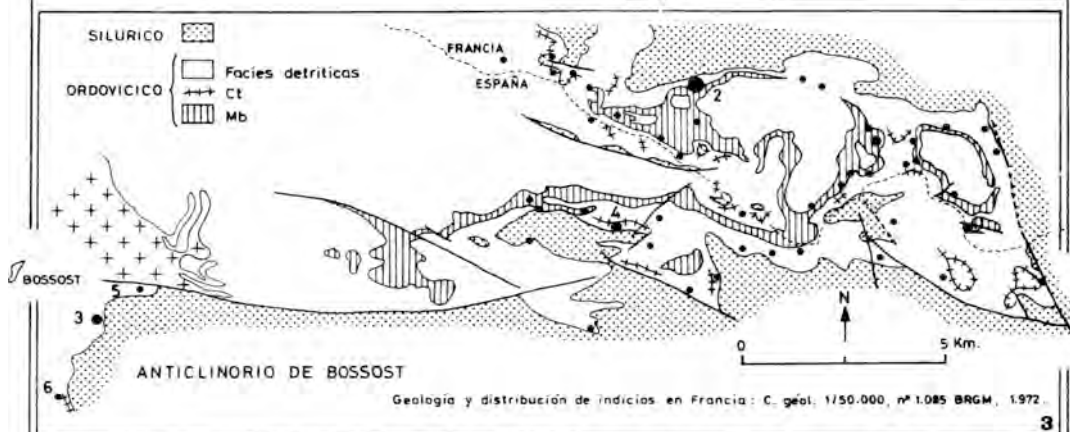 SILURICO
ORDOVICICO
Facies detriticas
Ct
Mb
FRANCIA
ESPAÑA
2
4
BOSSOST
5
3
6
N
0 5 Km.
ANTICLINORIO DE BOSSOST
Geología y distribución de indicios en Francia: C. geol. 1/50.000, nº 1.085 BRGM, 1.972.
3